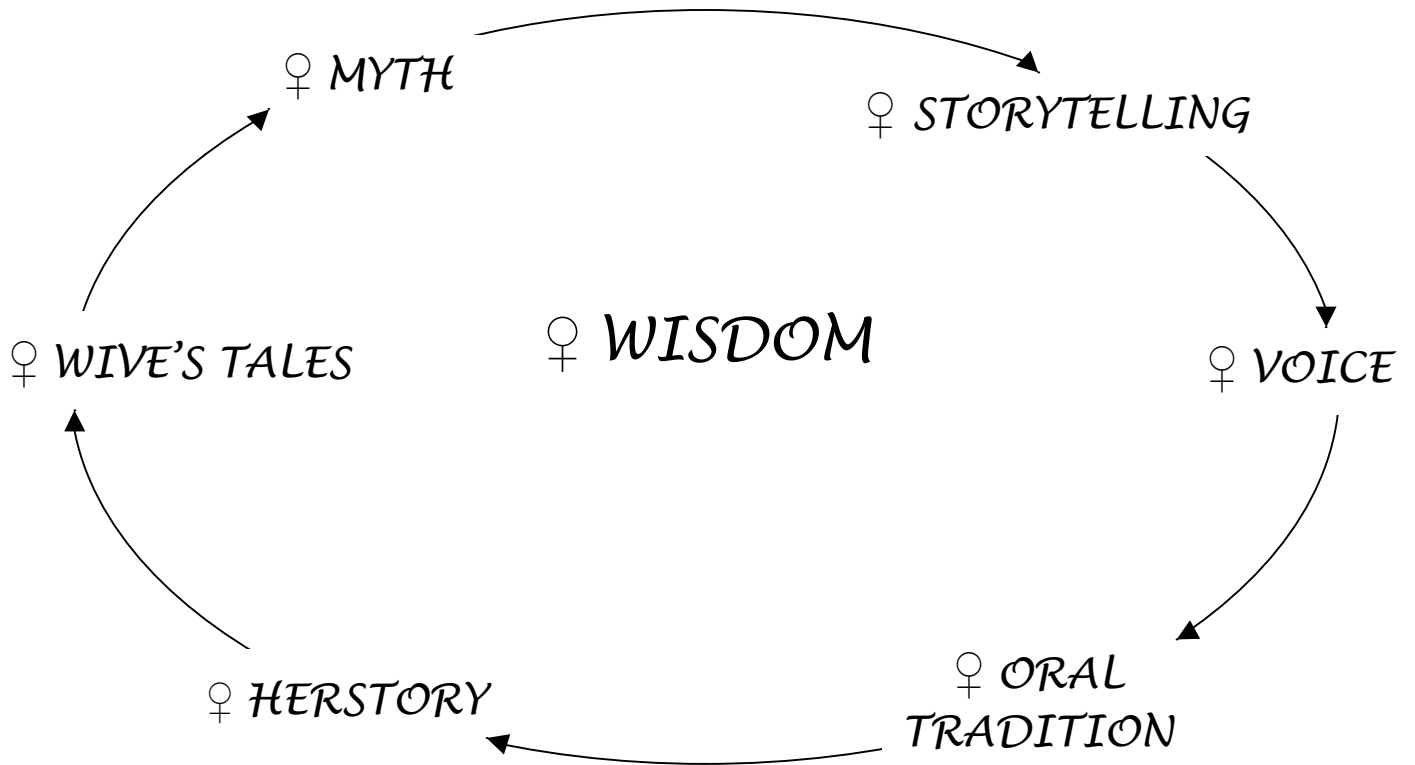 ♀ MYTH
♀ STORYTELLING
♀ WISDOM
♀ WIVE’S TALES
♀ VOICE
♀ ORAL
TRADITION
♀ HERSTORY